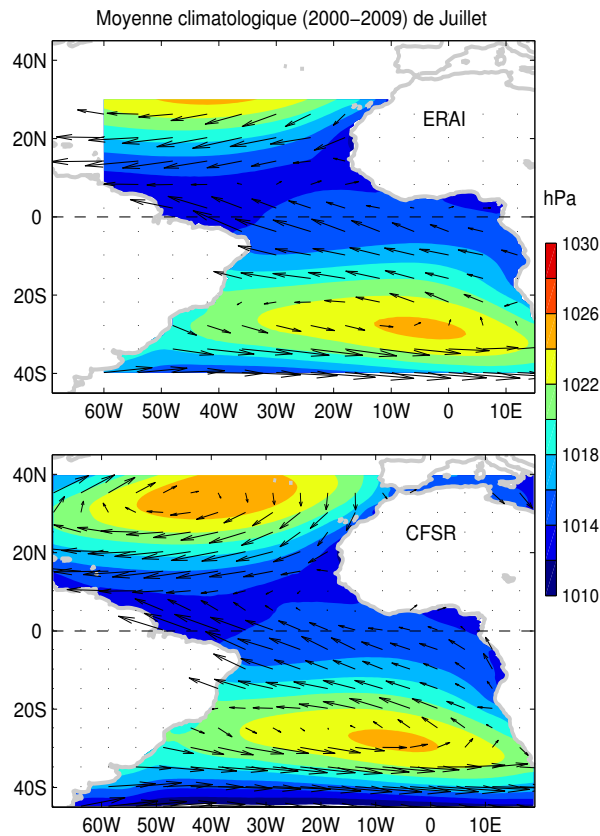 Moyenne climatologique (2000−2009) de Juillet
40N
20N
0
20S
40S
ERAI
60W 50W 40W 30W 20W 10W 0 10E
hPa
1030
1026
1022
1018
1014
1010
40N
20N
0
20S
40S
CFSR
60W 50W 40W 30W 20W 10W 0 10E